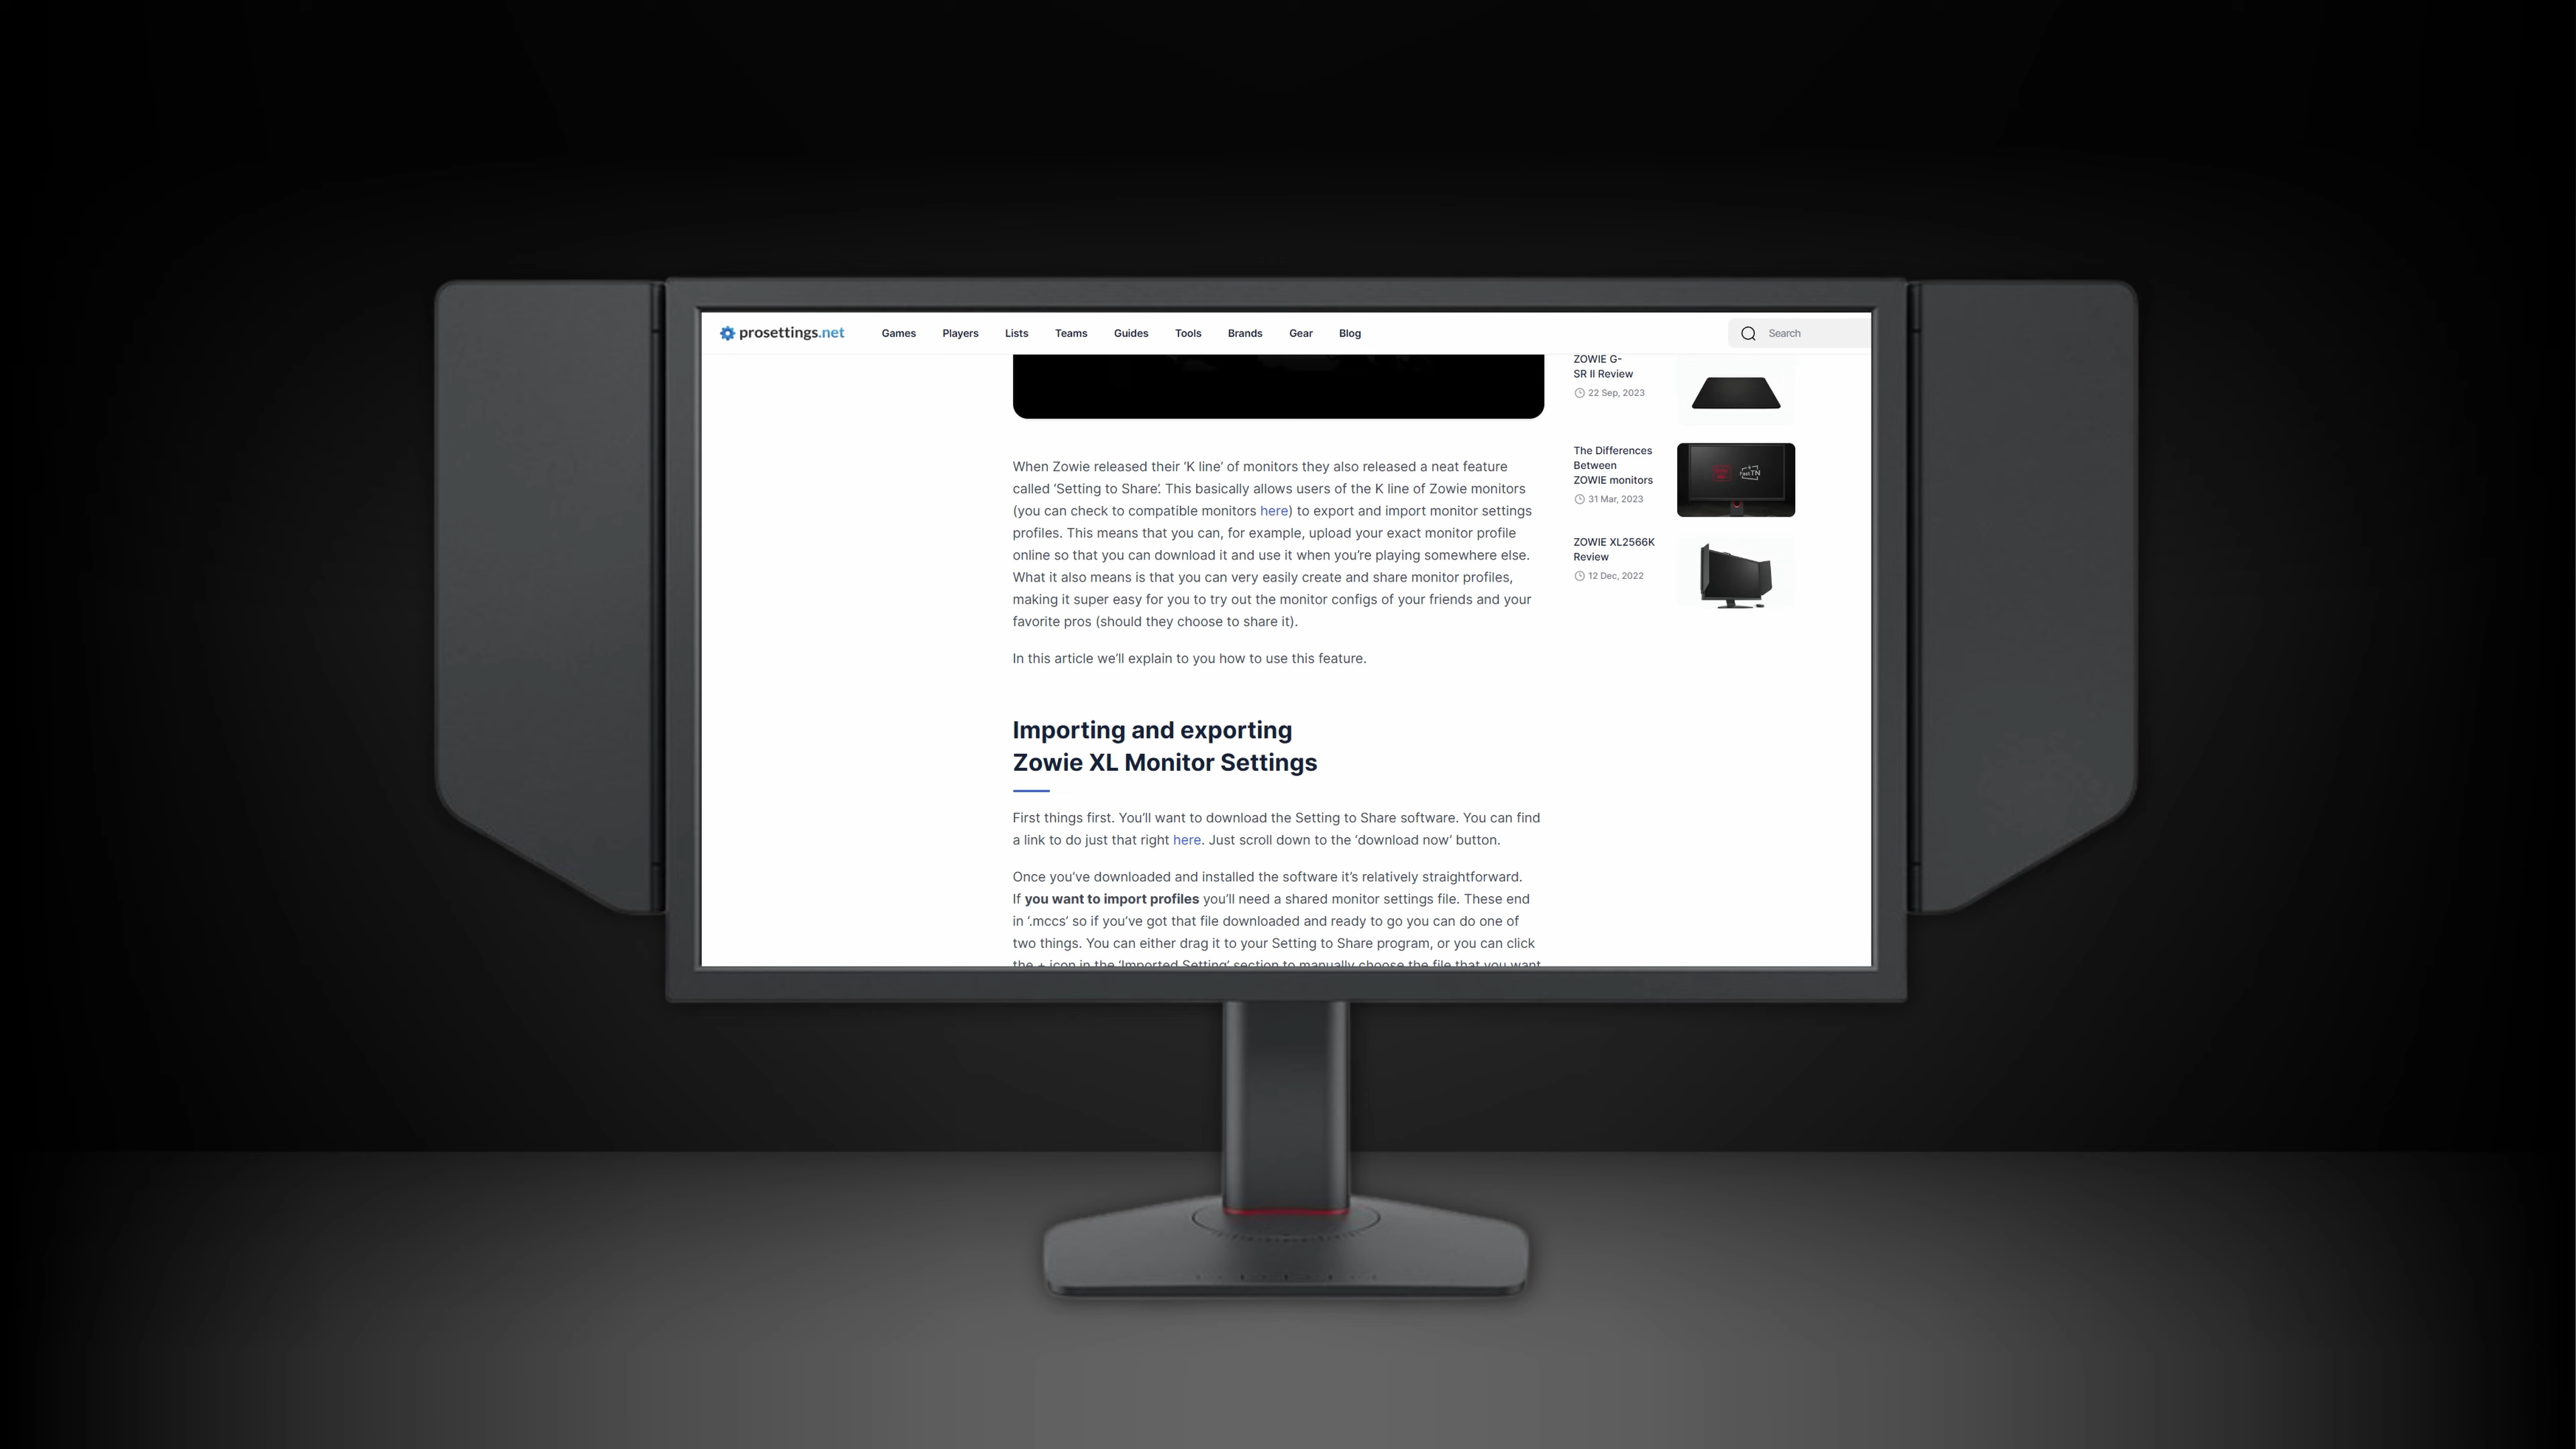 prosettings.net Games Players Lists Teams Guides Tools Brands Gear Blog Search
When Zowie released their ‘K line’ of monitors they also released a neat feature
called ‘Setting to Share’. This basically allows users of the K line of Zowie monitors
(you can check to compatible monitors here) to export and import monitor settings
profiles. This means that you can, for example, upload your exact monitor profile
online so that you can download it and use it when you’re playing somewhere else.
What it also means is that you can very easily create and share monitor profiles,
making it super easy for you to try out the monitor configs of your friends and your
favorite pros (should they choose to share it).
In this article we’ll explain to you how to use this feature.
Importing and exporting
Zowie XL Monitor Settings
First things first. You’ll want to download the Setting to Share software. You can find
a link to do just that right here. Just scroll down to the ‘download now’ button.
Once you’ve downloaded and installed the software it’s relatively straightforward.
If you want to import profiles you’ll need a shared monitor settings file. These end
in ‘.mccs’ so if you’ve got that file downloaded and ready to go you can do one of
two things. You can either drag it to your Setting to Share program, or you can click
the + icon in the ‘Imported Setting’ section to manually choose the file that you want
ZOWIE G-
SR II Review
22 Sep, 2023
The Differences
Between
ZOWIE monitors
31 Mar, 2023
ZOWIE XL2566K
Review
12 Dec, 2022